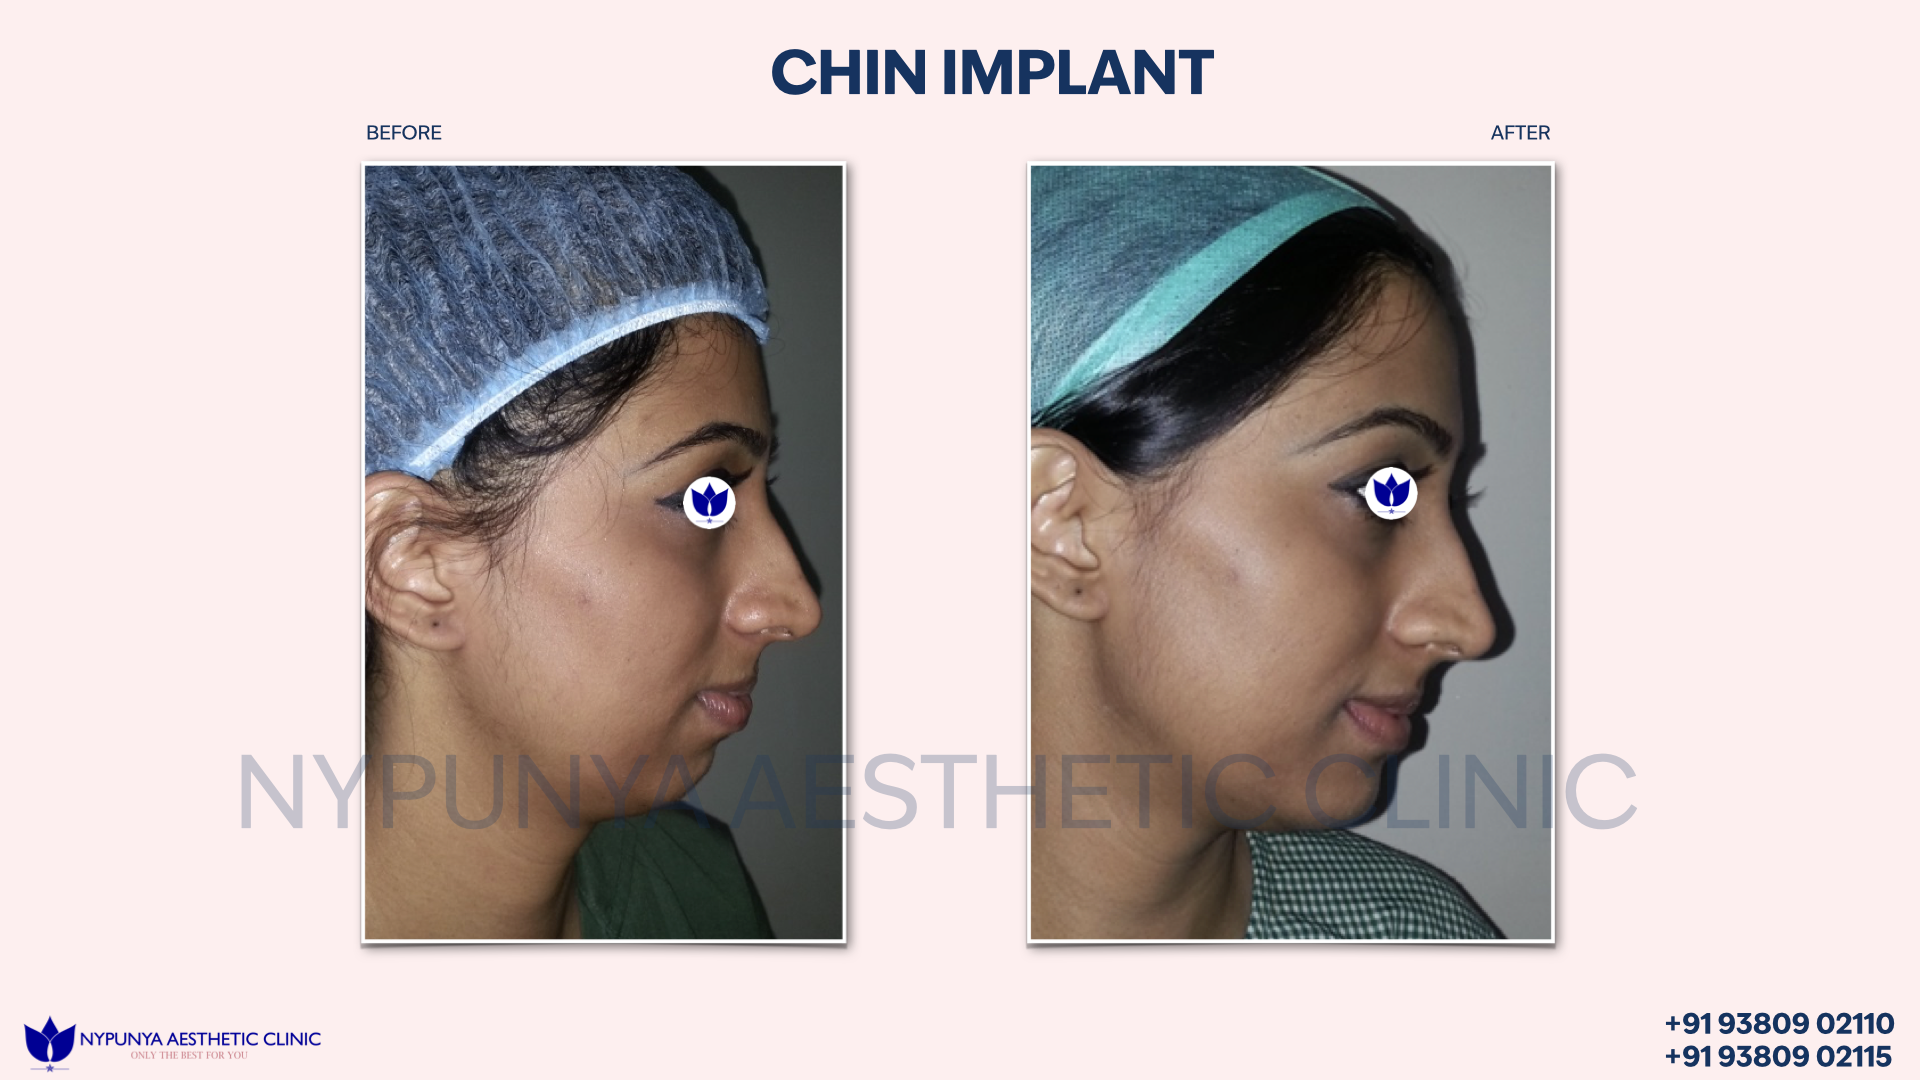 CHIN IMPLANT
BEFORE
AFTER
NYPUNYA AESTHETIC CLINIC
NYPUNYA AESTHETIC CLINIC
ONLY THE BEST FOR YOU
+91 93809 02110
+91 93809 02115